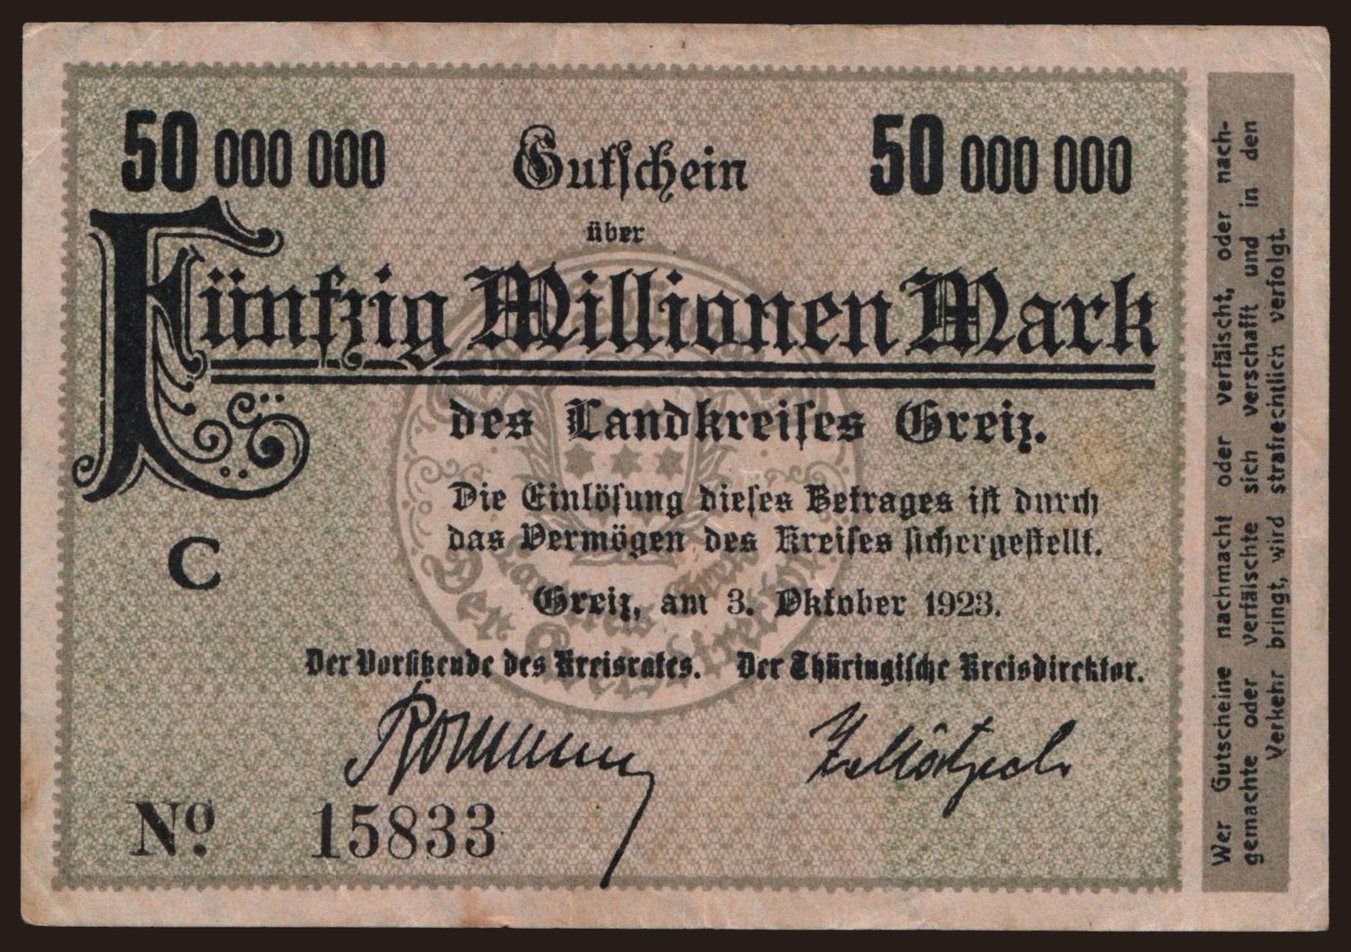 50 000 000 Gutschein 50 000 000
über
Fünfzig Millionen Mark
des Landkreises Greiz.
Die Einlösung dieses Betrages ist durch
das Vermögen des Kreises sichergestellt.
C
Greiz, am 3. Oktober 1923.
Der Vorsitzende des Kreisrates. Der Thüringische Kreisdirektor.
No. 15833
Wer Gutscheine nachmacht oder verfälscht, oder nach-
gemachte oder verfälschte sich verschafft und in den
Verkehr bringt, wird strafrechtlich verfolgt.